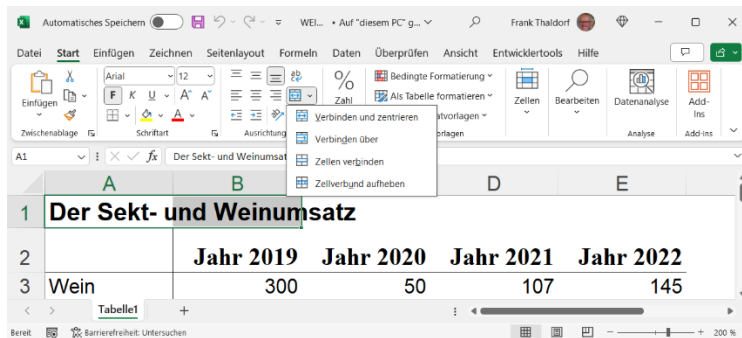 Automatisches Speichern WEI... • Auf "diesem PC" g... Frank Thaldorf
Datei Start Einfügen Zeichnen Seitenlayout Formeln Daten Überprüfen Ansicht Entwicklertools Hilfe
Arial 12 Bedingte Formatierung
Einfügen F K U A A A Zahl Als Tabelle formatieren Zellen Bearbeiten Datenanalyse Add-Ins
atvorlagen
Zwischenablage Schriftart Ausrichtung rlagen Analyse Add-Ins
Verbinden und zentrieren
Verbinden über
Zellen verbinden
Zellverbund aufheben
A1 fx Der Sekt- und Weinumsat
A B D E
1 Der Sekt- und Weinumsatz
2 Jahr 2019 Jahr 2020 Jahr 2021 Jahr 2022
3 Wein 300 50 107 145
Tabelle1 +
Bereit Barrierefreiheit: Untersuchen 200 %